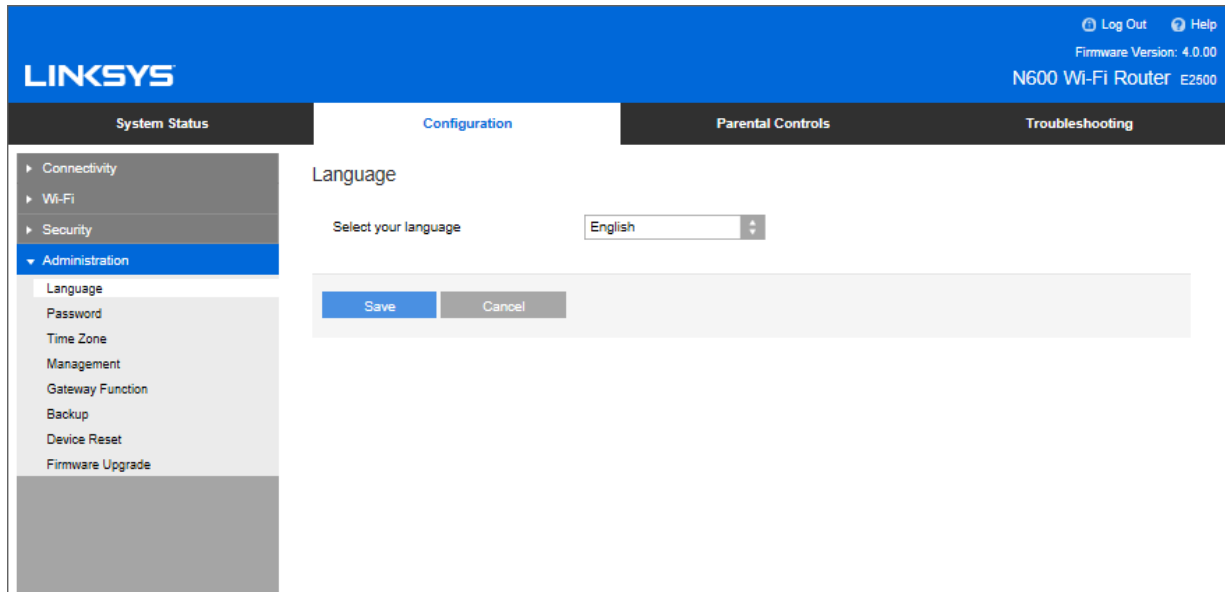 Log Out Help
Firmware Version: 4.0.00
LINKSYS
N600 Wi-Fi Router E2500
System Status Configuration Parental Controls Troubleshooting
Connectivity
Wi-Fi
Security
Administration
Language
Password
Time Zone
Management
Gateway Function
Backup
Device Reset
Firmware Upgrade
Language
Select your language English
Save Cancel